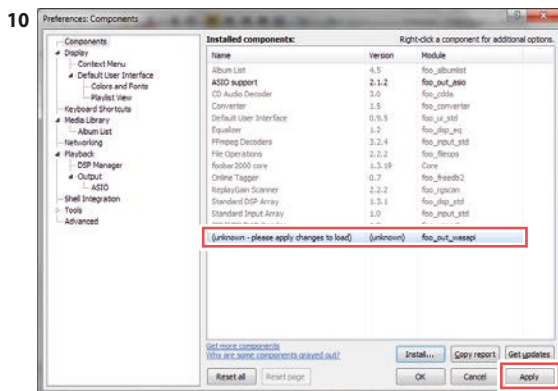 10
Preferences: Components
Components
Display
Context Menu
Default User Interface
Colors and Fonts
Playlist View
Keyboard Shortcuts
Media Library
Album List
Networking
Playback
DSP Manager
Output
ASIO
Shell Integration
Tools
Advanced
Installed components: Right-click a component for additional options.
Name Version Module
Album List 4.5 foo_albumlist
ASIO support 2.1.2 foo_out_asio
CD Audio Decoder 3.0 foo_cdda
Converter 1.5 foo_converter
Default User Interface 0.9.5 foo_ui_std
Equalizer 1.2 foo_dsp_eq
FFmpeg Decoders 3.2.4 foo_input_std
File Operations 2.2.2 foo_fileops
foobar2000 core 1.3.19 Core
Online Tagger 0.7 foo_freedb2
ReplayGain Scanner 2.2.2 foo_rgscan
Standard DSP Array 1.3.1 foo_dsp_std
Standard Input Array 1.0 foo_input_std
(unknown - please apply changes to load) (unknown) foo_out_wasapi
Get more components
Why are some components grayed out?
Install... Copy report Get updates
Reset all Reset page OK Cancel Apply